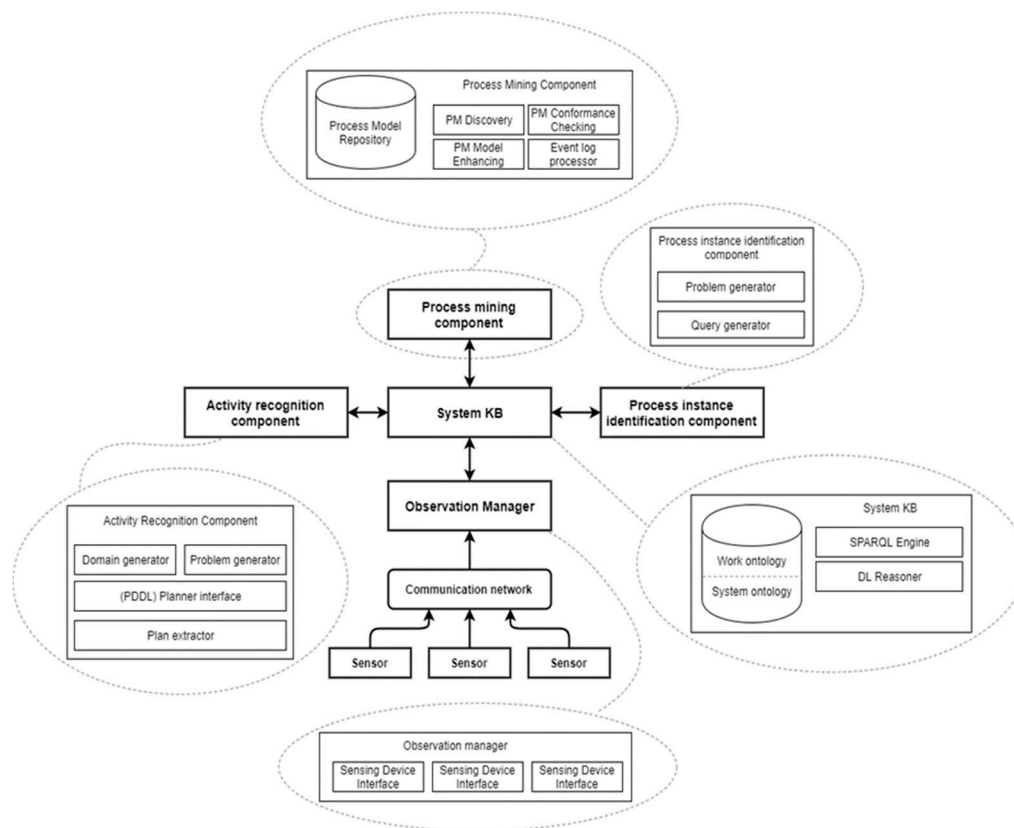 Process Mining Component
Process Model
Repository
PM Discovery
PM Conformance
Checking
PM Model
Enhancing
Event log
processor
Process instance identification
component
Problem generator
Query generator
Process mining
component
Activity recognition
component
System KB
Process instance
identification component
Observation Manager
Activity Recognition Component
Domain generator
Problem generator
(PDDL) Planner interface
Plan extractor
System KB
Work ontology
System ontology
SPARQL Engine
DL Reasoner
Communication network
Sensor
Sensor
Sensor
Observation manager
Sensing Device
Interface
Sensing Device
Interface
Sensing Device
Interface